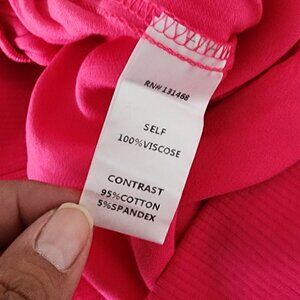 RN# 131468
SELF
100%VISCOSE
CONTRAST
95%COTTON
5%SPANDEX